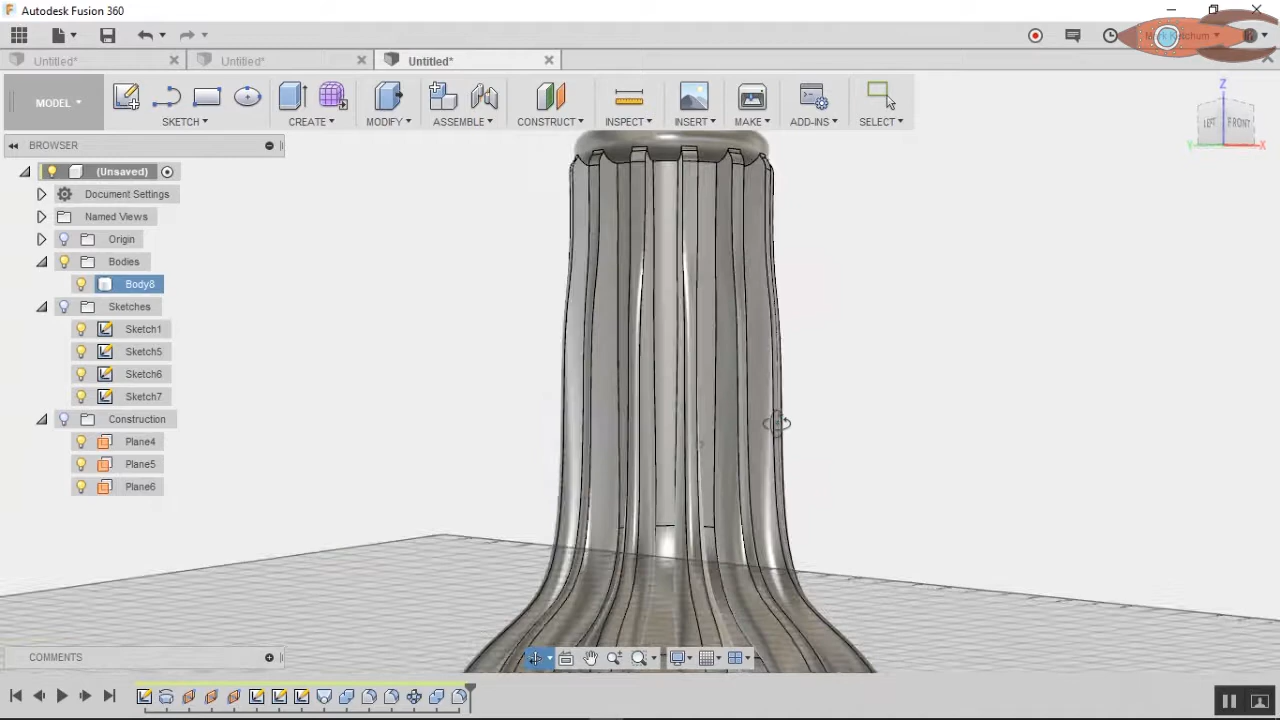 Autodesk Fusion 360
Mark Ketchum
Untitled*
Untitled*
Untitled*
MODEL
SKETCH
CREATE
MODIFY
ASSEMBLE
CONSTRUCT
INSPECT
INSERT
MAKE
ADD-INS
SELECT
Z
LEFT
FRONT
Y
X
BROWSER
(Unsaved)
Document Settings
Named Views
Origin
Bodies
Body8
Sketches
Sketch1
Sketch5
Sketch6
Sketch7
Construction
Plane4
Plane5
Plane6
COMMENTS